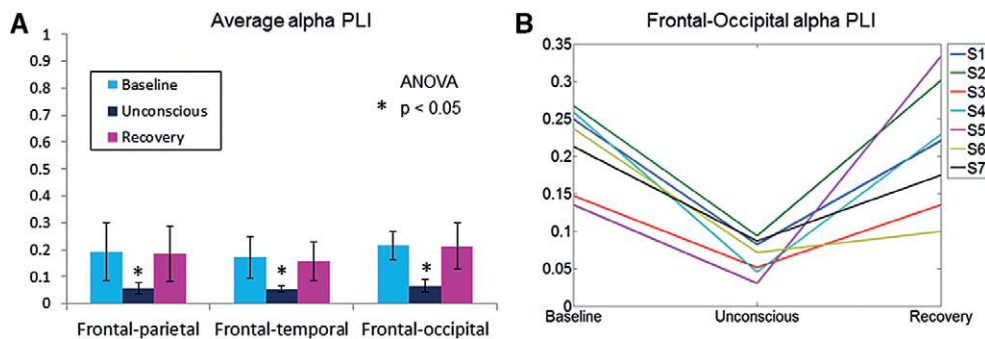 A
Average alpha PLI
1
0.9
0.8
0.7
0.6
0.5
0.4
0.3
0.2
0.1
0
Baseline
Unconscious
Recovery
ANOVA
* p < 0.05
*
*
*
Frontal-parietal
Frontal-temporal
Frontal-occipital
B
Frontal-Occipital alpha PLI
0.35
0.3
0.25
0.2
0.15
0.1
0.05
0
Baseline
Unconscious
Recovery
S1
S2
S3
S4
S5
S6
S7